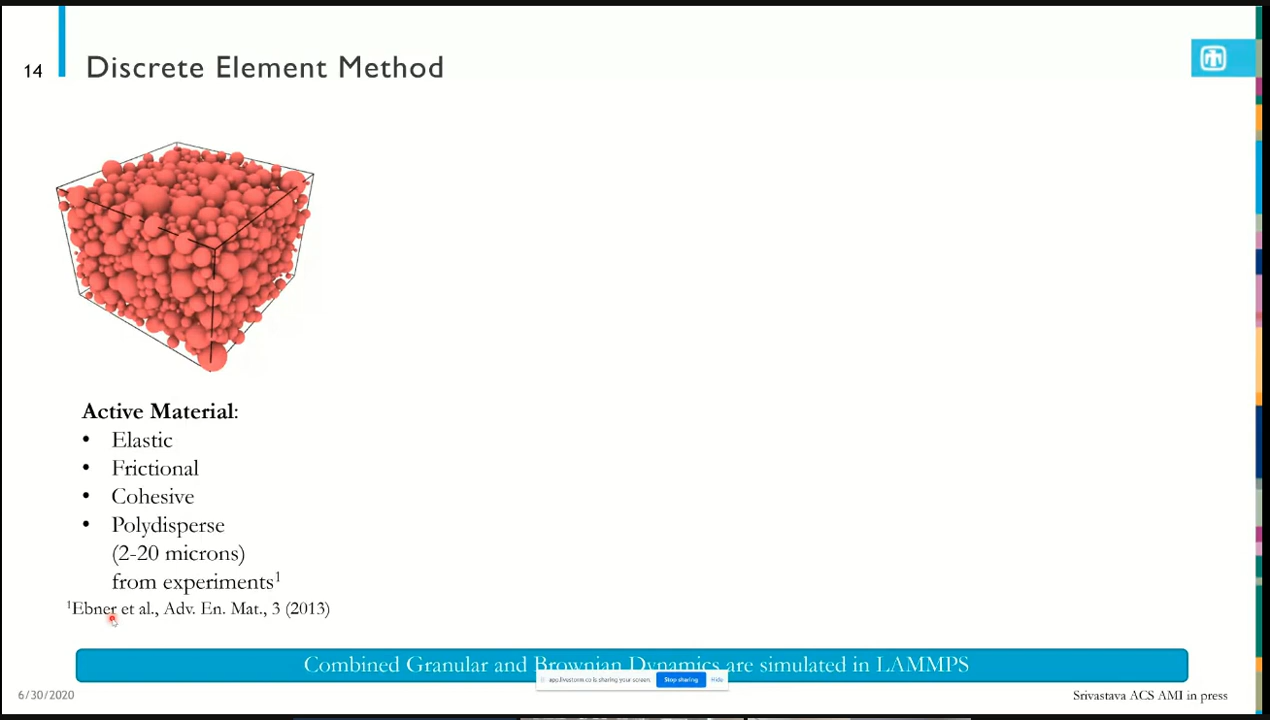 14
Discrete Element Method
Active Material:
• Elastic
• Frictional
• Cohesive
• Polydisperse
(2-20 microns)
from experiments¹
¹Ebner et al., Adv. En. Mat., 3 (2013)
Combined Granular and Brownian Dynamics are simulated in LAMMPS
app.livestorm.co is sharing your screen. Stop sharing Hide
6/30/2020
Srivastava ACS AMI in press